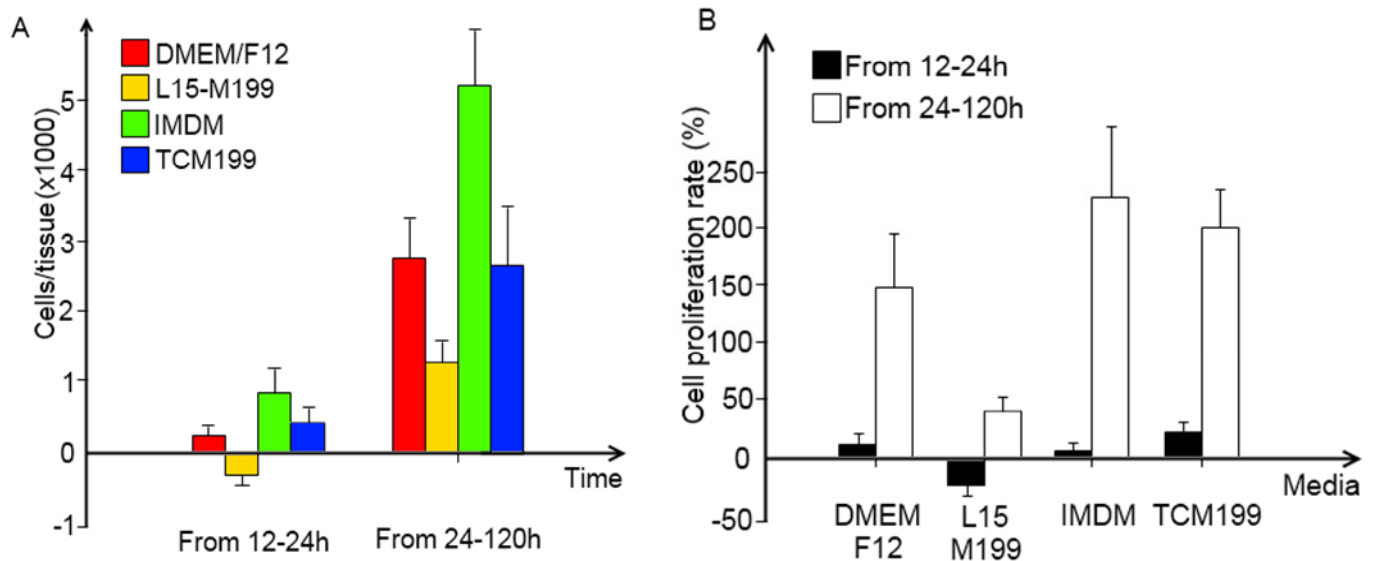 A
DMEM/F12
L15-M199
IMDM
TCM199
Cells/tissue (x1000)
5
4
3
2
1
0
-1
Time
From 12-24h
From 24-120h
B
From 12-24h
From 24-120h
Cell proliferation rate (%)
250
200
150
100
50
0
-50
Media
DMEM
F12
L15
M199
IMDM
TCM199